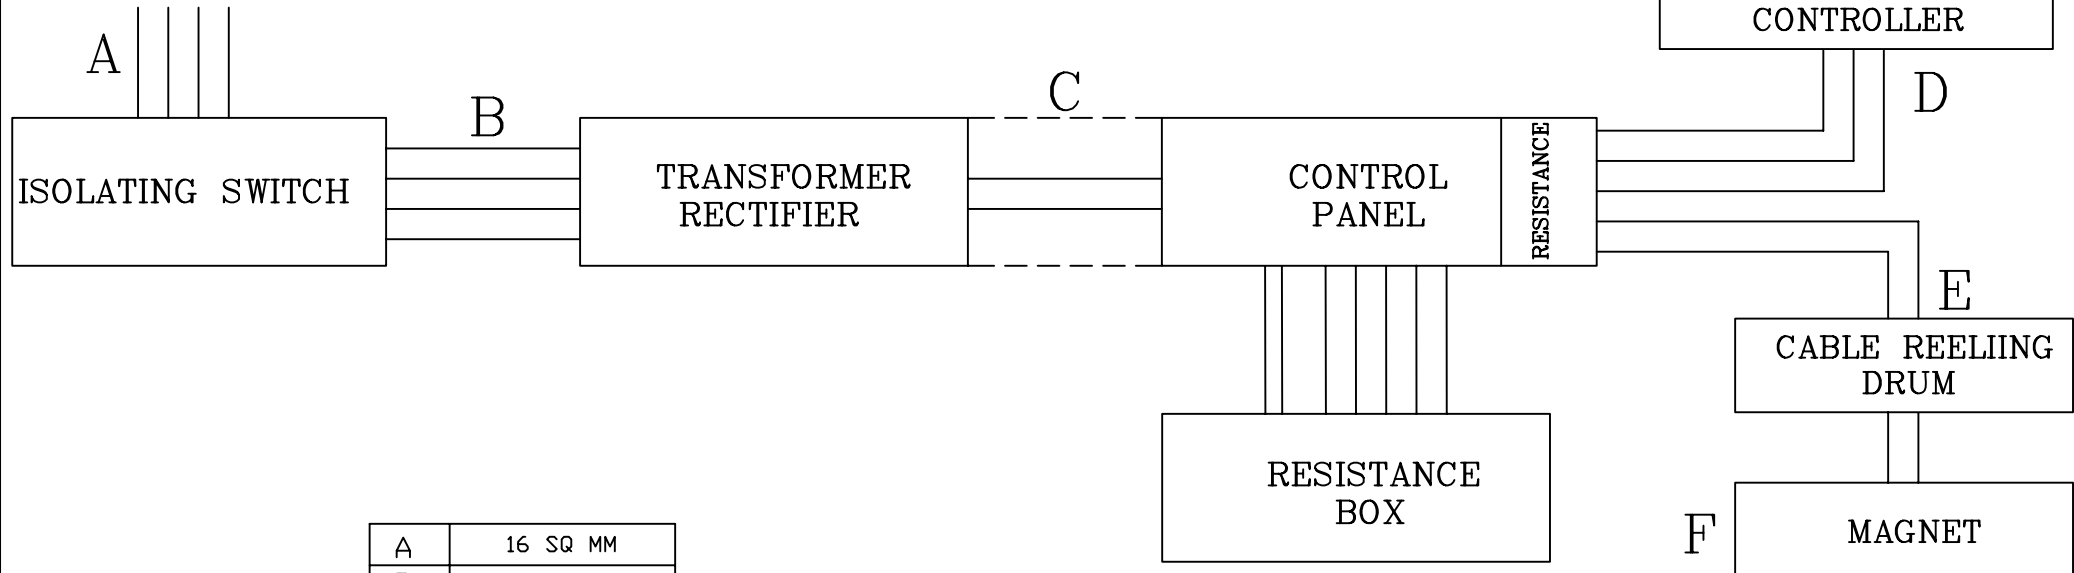 CONTROLLER
A
B
C
D
ISOLATING SWITCH
TRANSFORMER
RECTIFIER
CONTROL
PANEL
RESISTANCE
E
CABLE REELIING
DRUM
RESISTANCE
BOX
F
MAGNET
A 16 SQ MM